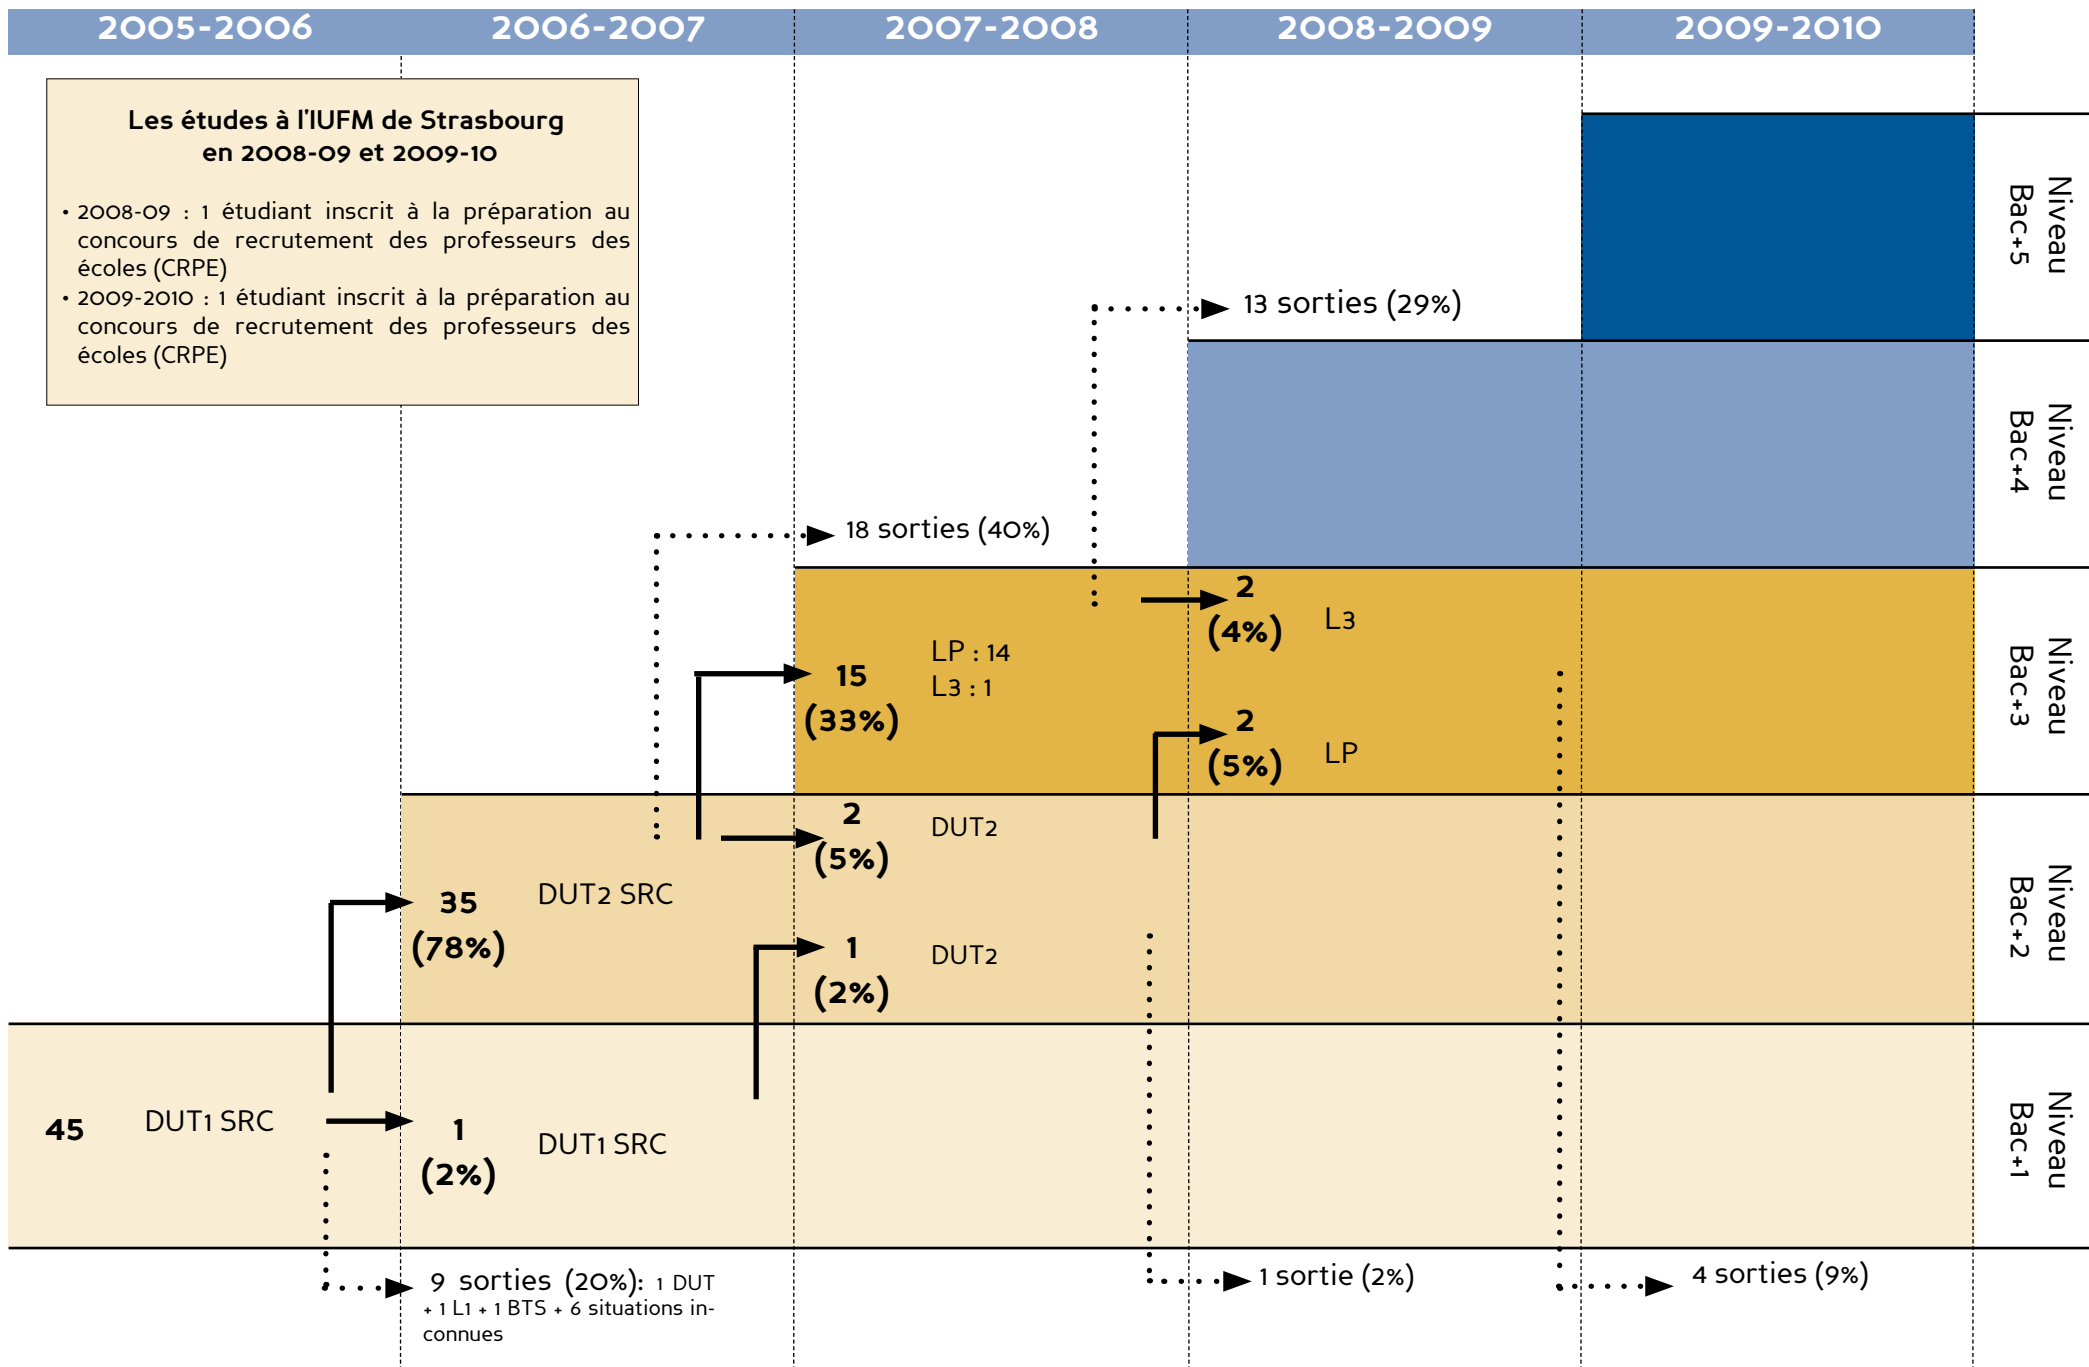 2005-2006 2006-2007 2007-2008 2008-2009 2009-2010
Les études à l'IUFM de Strasbourg
en 2008-09 et 2009-10
• 2008-09 : 1 étudiant inscrit à la préparation au
concours de recrutement des professeurs des
écoles (CRPE)
• 2009-2010 : 1 étudiant inscrit à la préparation au
concours de recrutement des professeurs des
écoles (CRPE)
Niveau
Bac+5
13 sorties (29%)
Niveau
Bac+4
18 sorties (40%)
2
(4%)
L3
15
(33%)
LP : 14
L3 : 1
2
(5%)
LP
Niveau
Bac+3
2
(5%)
DUT2
35
(78%)
DUT2 SRC
1
(2%)
DUT2
Niveau
Bac+2
45
DUT1 SRC
1
(2%)
DUT1 SRC
Niveau
Bac+1
9 sorties (20%): 1 DUT
+ 1 L1 + 1 BTS + 6 situations in-
connues
1 sortie (2%)
4 sorties (9%)